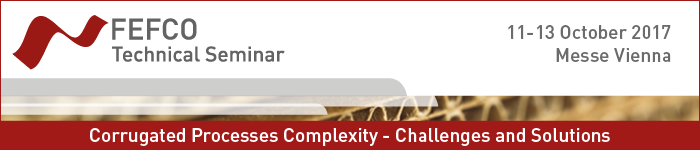 FEFCO
Technical Seminar
11-13 October 2017
Messe Vienna
Corrugated Processes Complexity - Challenges and Solutions